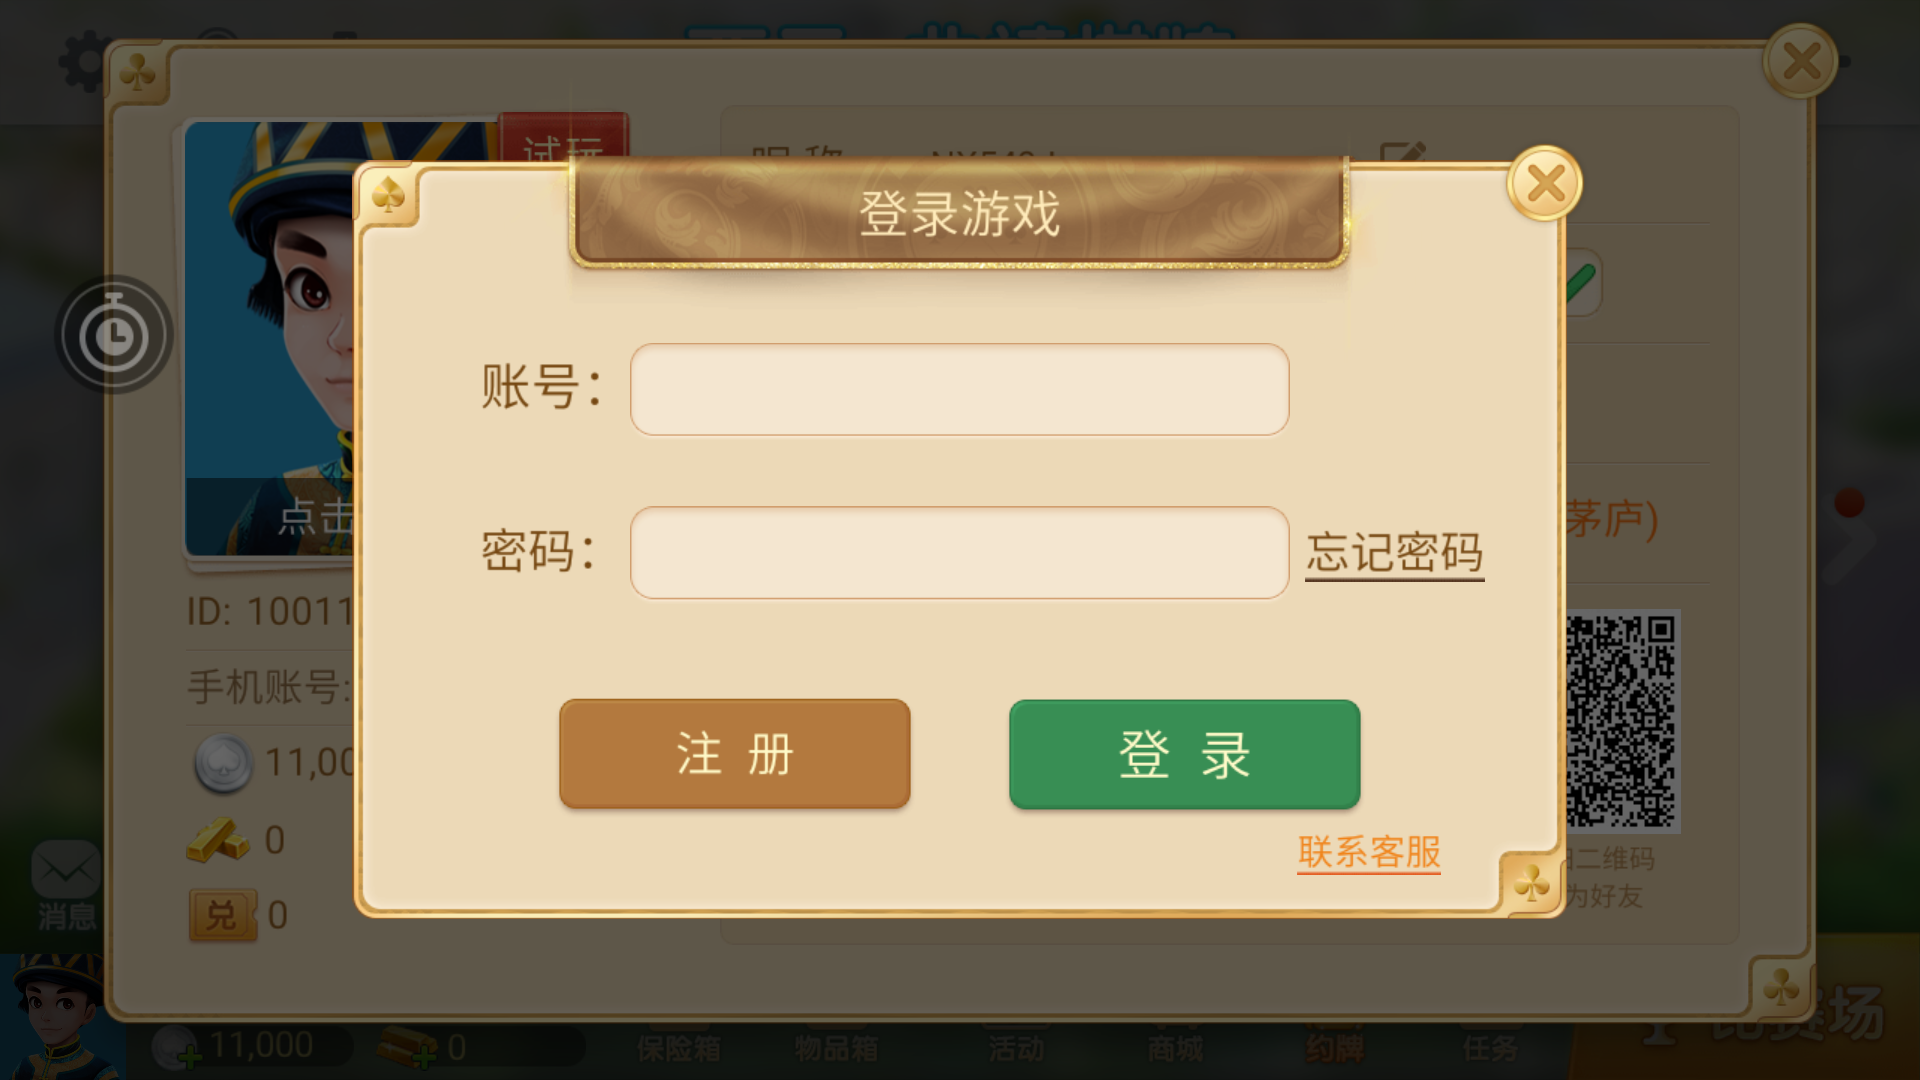 试玩
登录游戏
账号：
密码：
忘记密码
点击
ID: 10011
手机账号:
茅庐)
注 册
登 录
11,00
0
联系客服
兑 0
二维码
为好友
消息
11,000
0
保险箱
物品箱
活动
商城
约牌
任务
比赛场